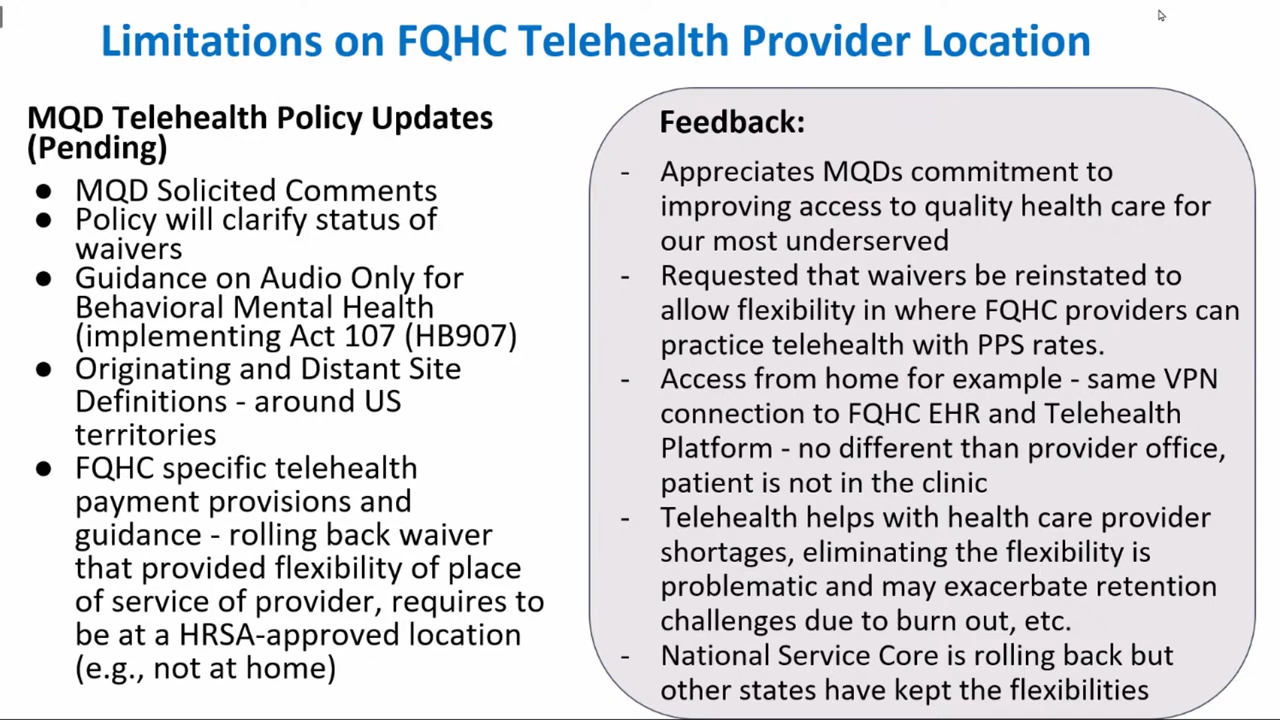 Limitations on FQHC Telehealth Provider Location
MQD Telehealth Policy Updates
(Pending)
● MQD Solicited Comments
● Policy will clarify status of
waivers
● Guidance on Audio Only for
Behavioral Mental Health
(implementing Act 107 (HB907)
● Originating and Distant Site
Definitions - around US
territories
● FQHC specific telehealth
payment provisions and
guidance - rolling back waiver
that provided flexibility of place
of service of provider, requires to
be at a HRSA-approved location
(e.g., not at home)
Feedback:
- Appreciates MQDs commitment to
improving access to quality health care for
our most underserved
- Requested that waivers be reinstated to
allow flexibility in where FQHC providers can
practice telehealth with PPS rates.
- Access from home for example - same VPN
connection to FQHC EHR and Telehealth
Platform - no different than provider office,
patient is not in the clinic
- Telehealth helps with health care provider
shortages, eliminating the flexibility is
problematic and may exacerbate retention
challenges due to burn out, etc.
- National Service Core is rolling back but
other states have kept the flexibilities